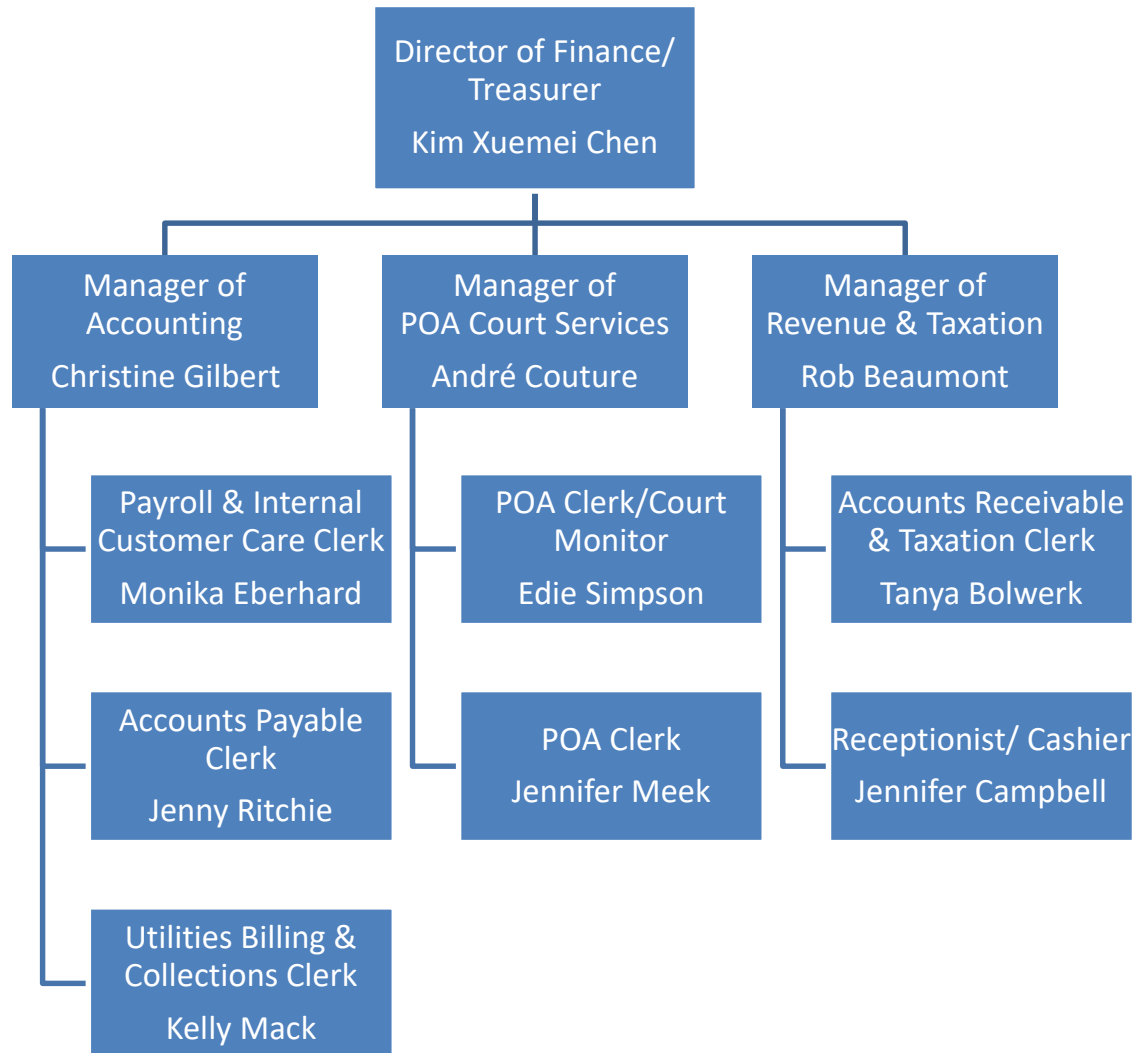 Director of Finance/
Treasurer
Kim Xuemei Chen
Manager of
Accounting
Christine Gilbert
Manager of
POA Court Services
André Couture
Manager of
Revenue & Taxation
Rob Beaumont
Payroll & Internal
Customer Care Clerk
Monika Eberhard
POA Clerk/Court
Monitor
Edie Simpson
Accounts Receivable
& Taxation Clerk
Tanya Bolwerk
Accounts Payable
Clerk
Jenny Ritchie
POA Clerk
Jennifer Meek
Receptionist/ Cashier
Jennifer Campbell
Utilities Billing &
Collections Clerk
Kelly Mack